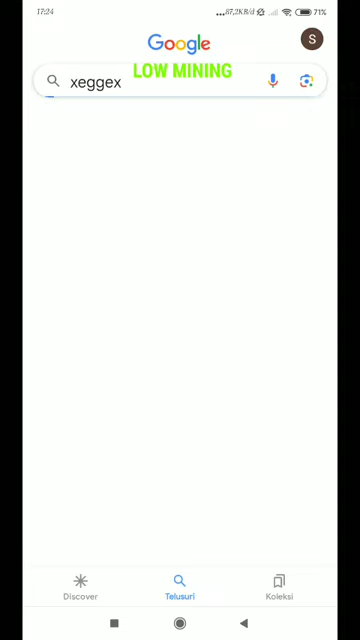 17:24 ...87,2KB/d 71%
Google
S
LOW MINING
xeggex
Discover Telusuri Koleksi